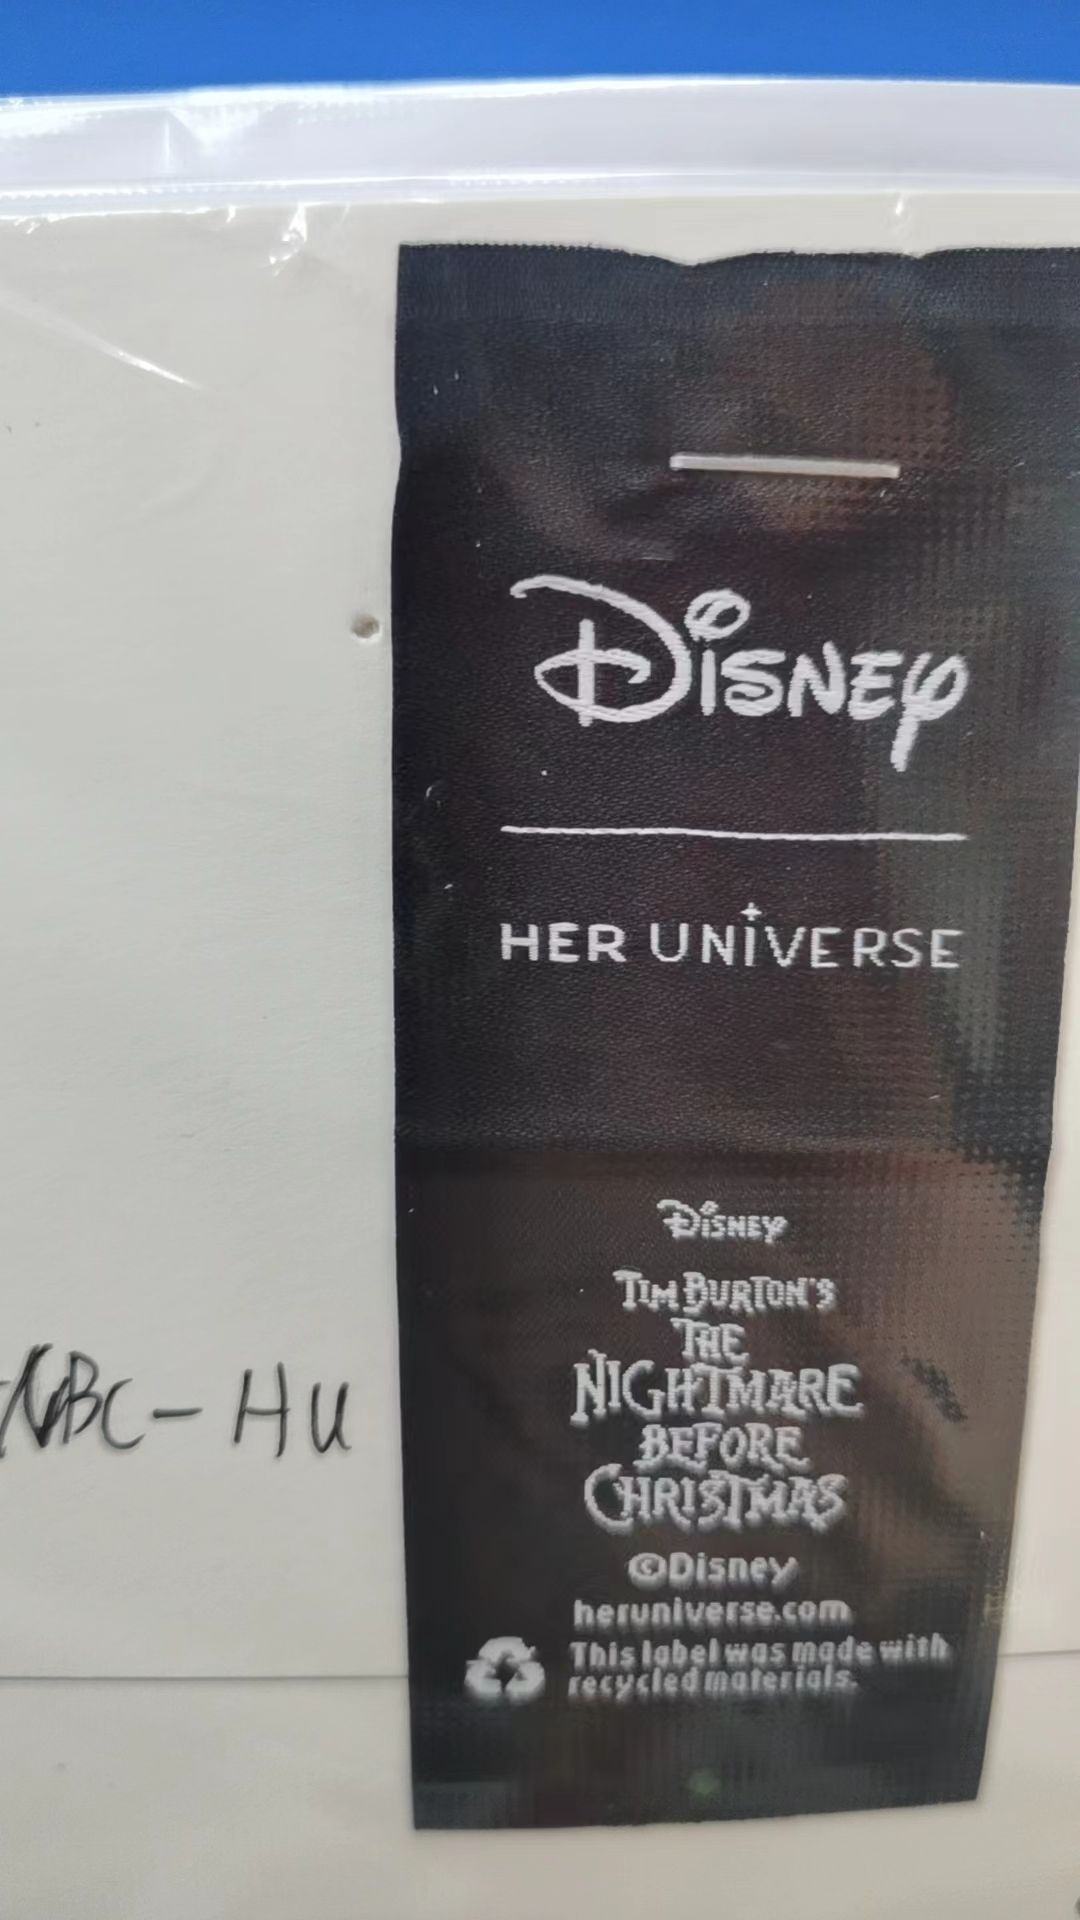 Disney
HER UNIVERSE
Disney
TIM BURTON'S
THE
NIGHTMARE
BEFORE
CHRISTMAS
©Disney
heruniverse.com
This label was made with
recycled materials.
NBC-HU